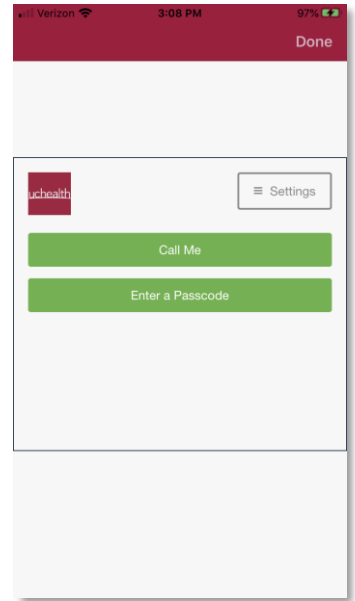 Verizon 3:08 PM 97%
Done
uchealth
≡ Settings
Call Me
Enter a Passcode